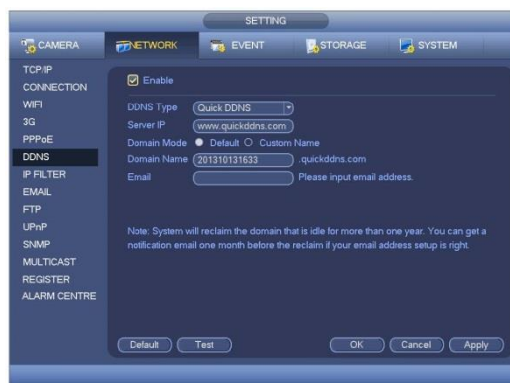 SETTING
CAMERA NETWORK EVENT STORAGE SYSTEM
TCP/IP
CONNECTION
WIFI
3G
PPPoE
DDNS
IP FILTER
EMAIL
FTP
UPnP
SNMP
MULTICAST
REGISTER
ALARM CENTRE
Enable
DDNS Type Quick DDNS
Server IP www.quickddns.com
Domain Mode Default Custom Name
Domain Name 201310131633 .quickddns.com
Email Please input email address.
Note: System will reclaim the domain that is idle for more than one year. You can get a
notification email one month before the reclaim if your email address setup is right.
Default Test OK Cancel Apply